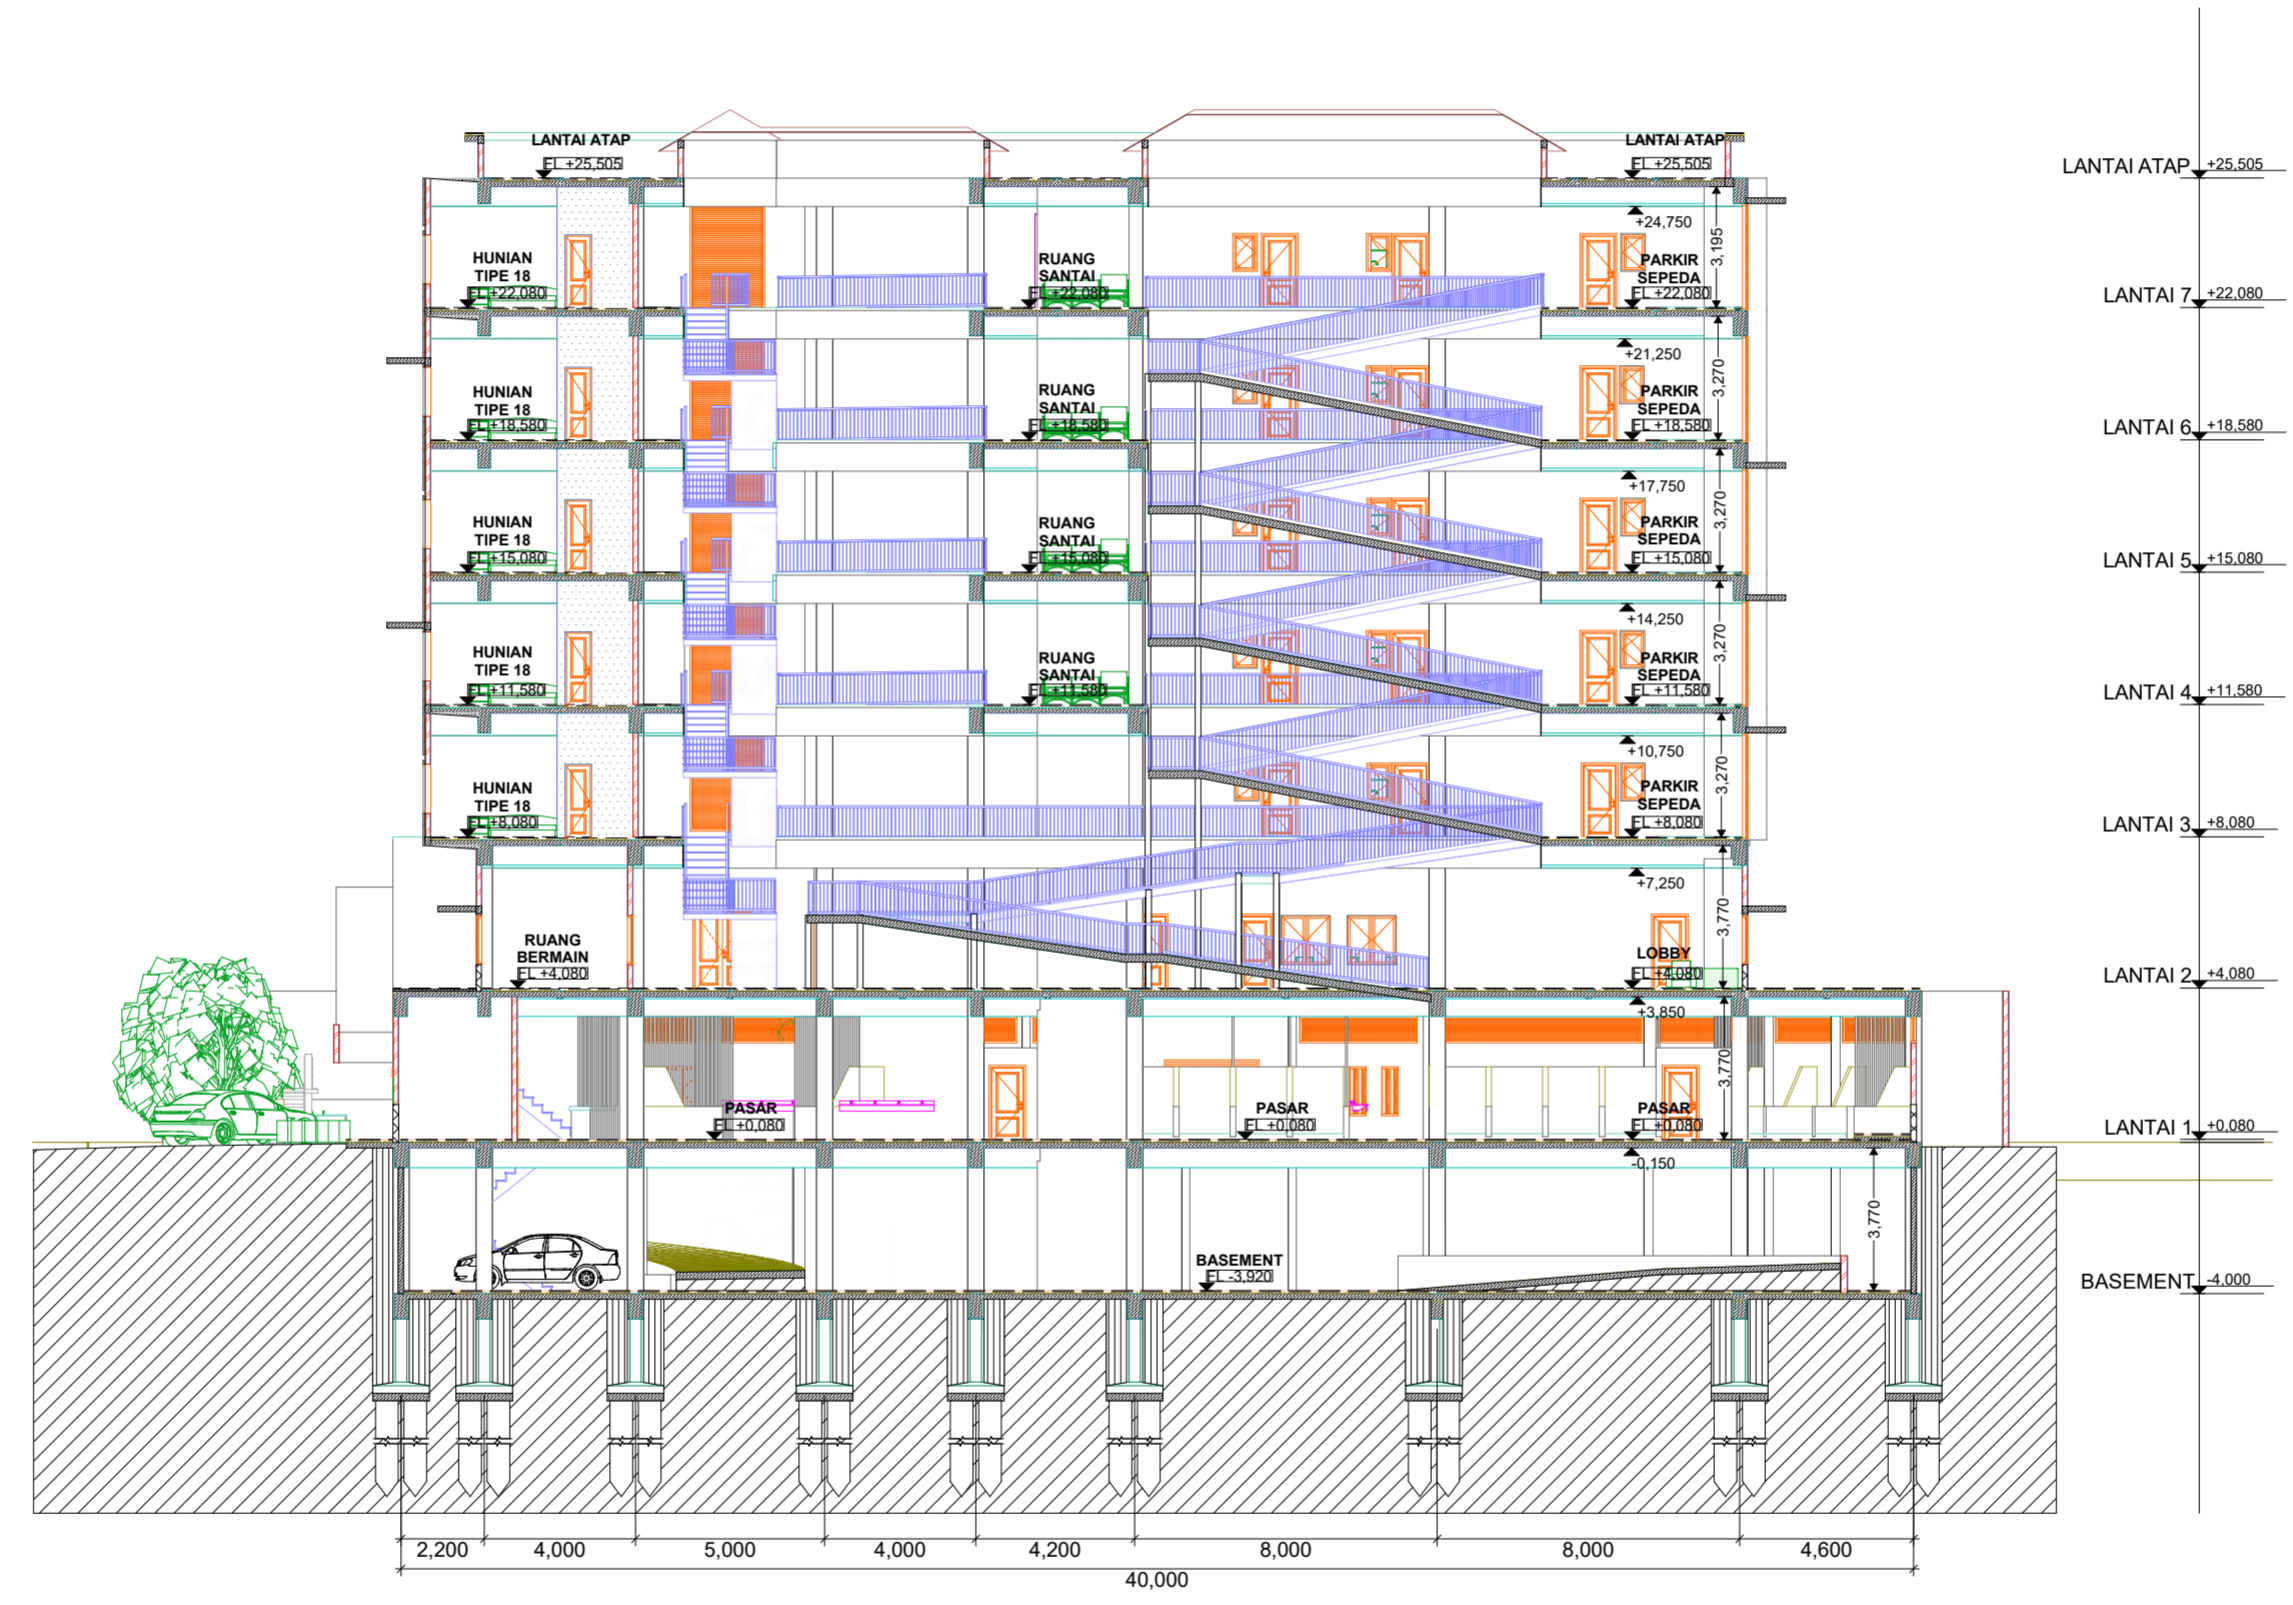 LANTAI ATAP
FL +25,505
LANTAI ATAP
FL +25,505
LANTAI ATAP +25,505
+24,750
3,195
HUNIAN
TIPE 18
FL +22,080
RUANG
SANTAI
FL +22,080
PARKIR
SEPEDA
FL +22,080
LANTAI 7 +22,080
+21,250
3,270
HUNIAN
TIPE 18
FL +18,580
RUANG
SANTAI
FL +18,580
PARKIR
SEPEDA
FL +18,580
LANTAI 6 +18,580
+17,750
3,270
HUNIAN
TIPE 18
FL +15,080
RUANG
SANTAI
FL +15,080
PARKIR
SEPEDA
FL +15,080
LANTAI 5 +15,080
+14,250
3,270
HUNIAN
TIPE 18
FL +11,580
RUANG
SANTAI
FL +11,580
PARKIR
SEPEDA
FL +11,580
LANTAI 4 +11,580
+10,750
3,270
HUNIAN
TIPE 18
FL +8,080
PARKIR
SEPEDA
FL +8,080
LANTAI 3 +8,080
+7,250
3,770
RUANG
BERMAIN
FL +4,080
LOBBY
FL +4,080
LANTAI 2 +4,080
+3,850
3,770
PASAR
FL +0,080
PASAR
FL +0,080
PASAR
FL +0,080
LANTAI 1 +0,080
-0,150
3,770
BASEMENT
FL -3,920
BASEMENT -4.000
2,200 4,000 5,000 4,000 4,200 8,000 8,000 4,600
40,000